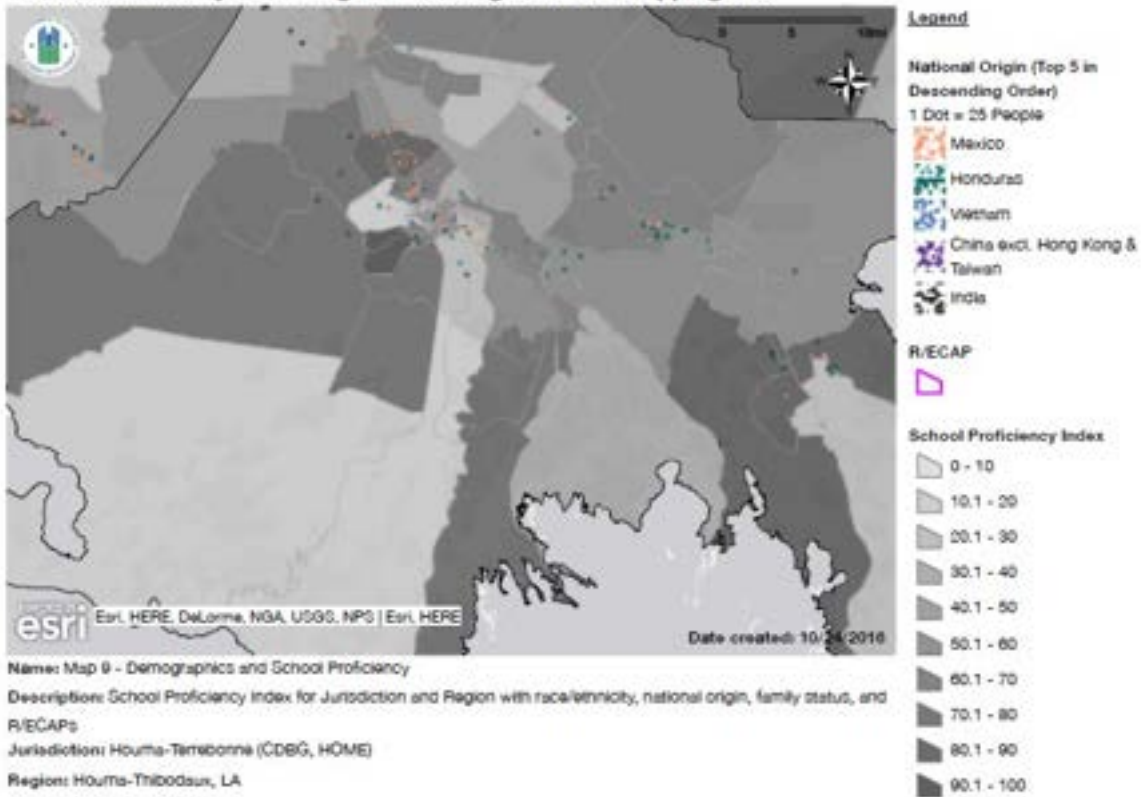 0 5 10mi
Legend
National Origin (Top 5 in
Descending Order)
1 Dot = 25 People
Mexico
Honduras
Vietnam
China excl. Hong Kong &
Taiwan
India
R/ECAP
School Proficiency Index
0 - 10
10.1 - 20
20.1 - 30
30.1 - 40
40.1 - 50
50.1 - 60
60.1 - 70
70.1 - 80
80.1 - 90
90.1 - 100
esri
Esri, HERE, DeLorme, NGA, USGS, NPS | Esri, HERE
Date created: 10/24/2016
Name: Map 9 - Demographics and School Proficiency
Description: School Proficiency Index for Jurisdiction and Region with race/ethnicity, national origin, family status, and
R/ECAPs
Jurisdiction: Houma-Terrebonne (CDBG, HOME)
Region: Houma-Thibodaux, LA